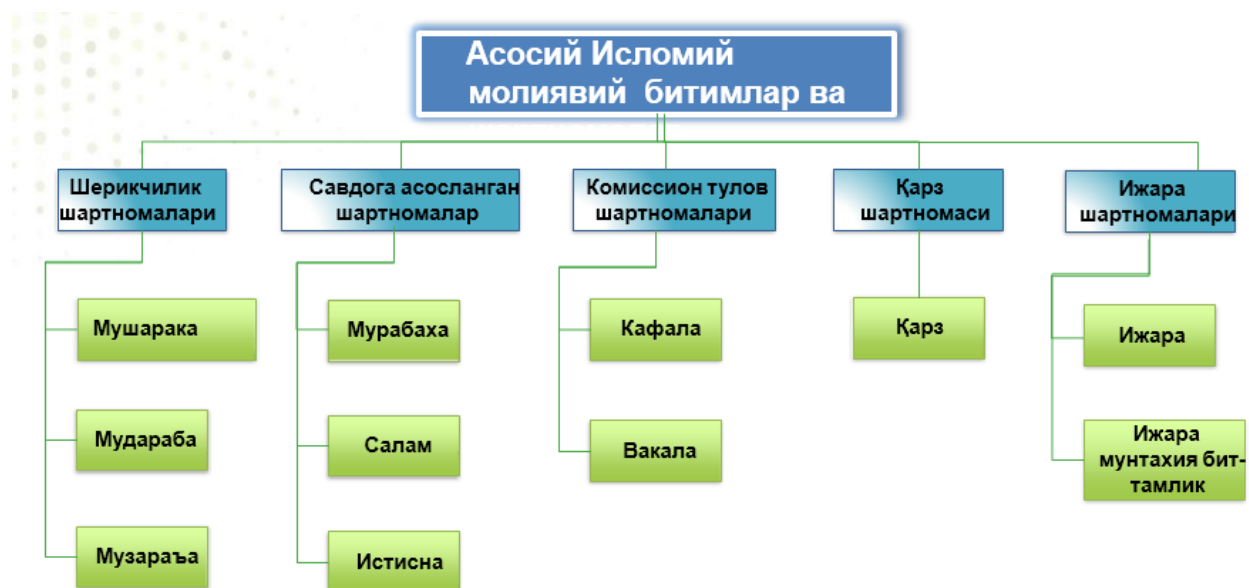 Асосий Исломий
молиявий битимлар ва
Шерикчилик
шартномалари
Савдога асосланган
шартномалар
Комиссион тулов
шартномалари
Қарз
шартномаси
Ижара
шартномалари
Мушарака
Мурабаха
Кафала
Қарз
Ижара
Мудараба
Салам
Вакала
Ижара
мунтахия бит-
тамлик
Музараъа
Истисна